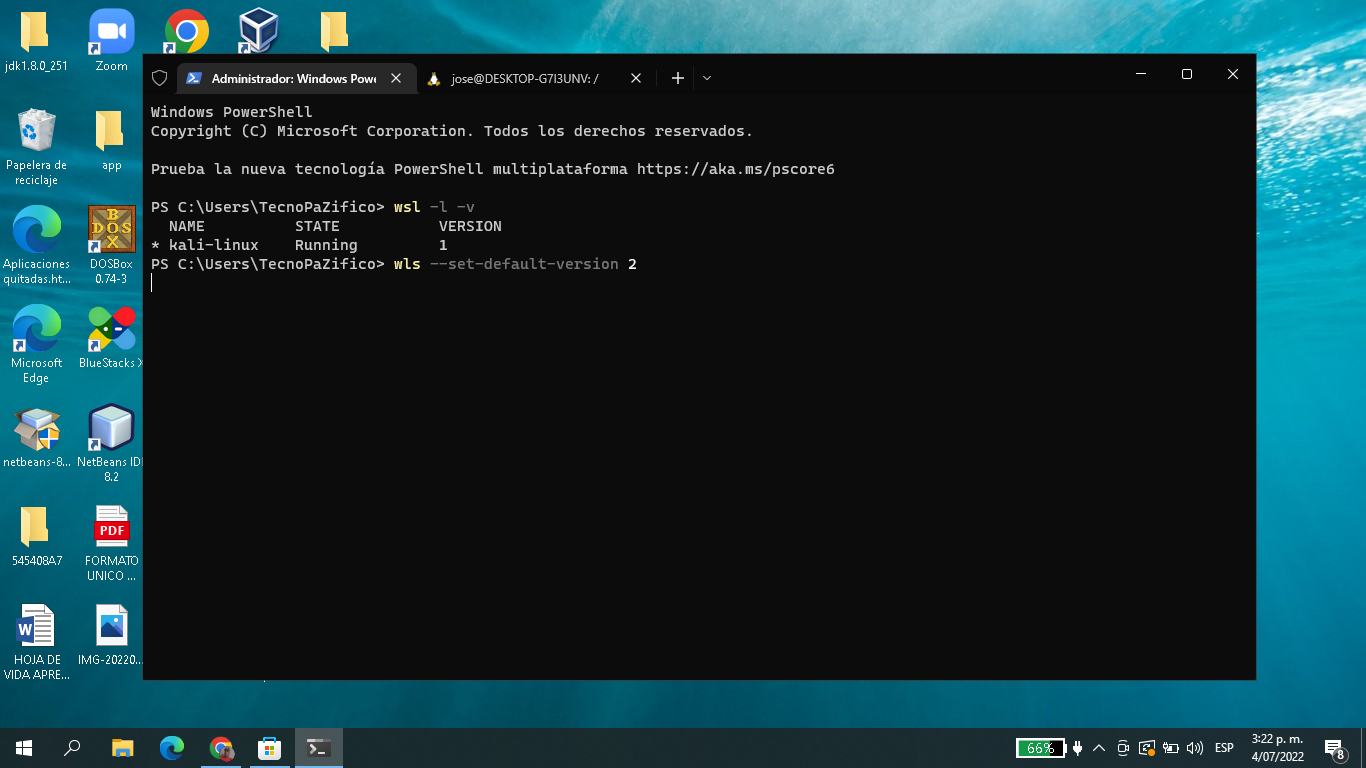 jdk1.8.0_251
Zoom
Papelera de
reciclaje
app
Aplicaciones
quitadas.ht...
DOSBox
0.74-3
Microsoft
Edge
BlueStacks X
netbeans-8...
NetBeans IDE
8.2
545408A7
PDF
FORMATO
UNICO ...
HOJA DE
VIDA APRE...
IMG-20220...
Administrador: Windows Powe
jose@DESKTOP-G7I3UNV: /
Windows PowerShell
Copyright (C) Microsoft Corporation. Todos los derechos reservados.
Prueba la nueva tecnología PowerShell multiplataforma https://aka.ms/pscore6
PS C:\Users\TecnoPaZifico> wsl -l -v
NAME STATE VERSION
* kali-linux Running 1
PS C:\Users\TecnoPaZifico> wls --set-default-version 2
66%
ESP
3:22 p. m.
4/07/2022
8